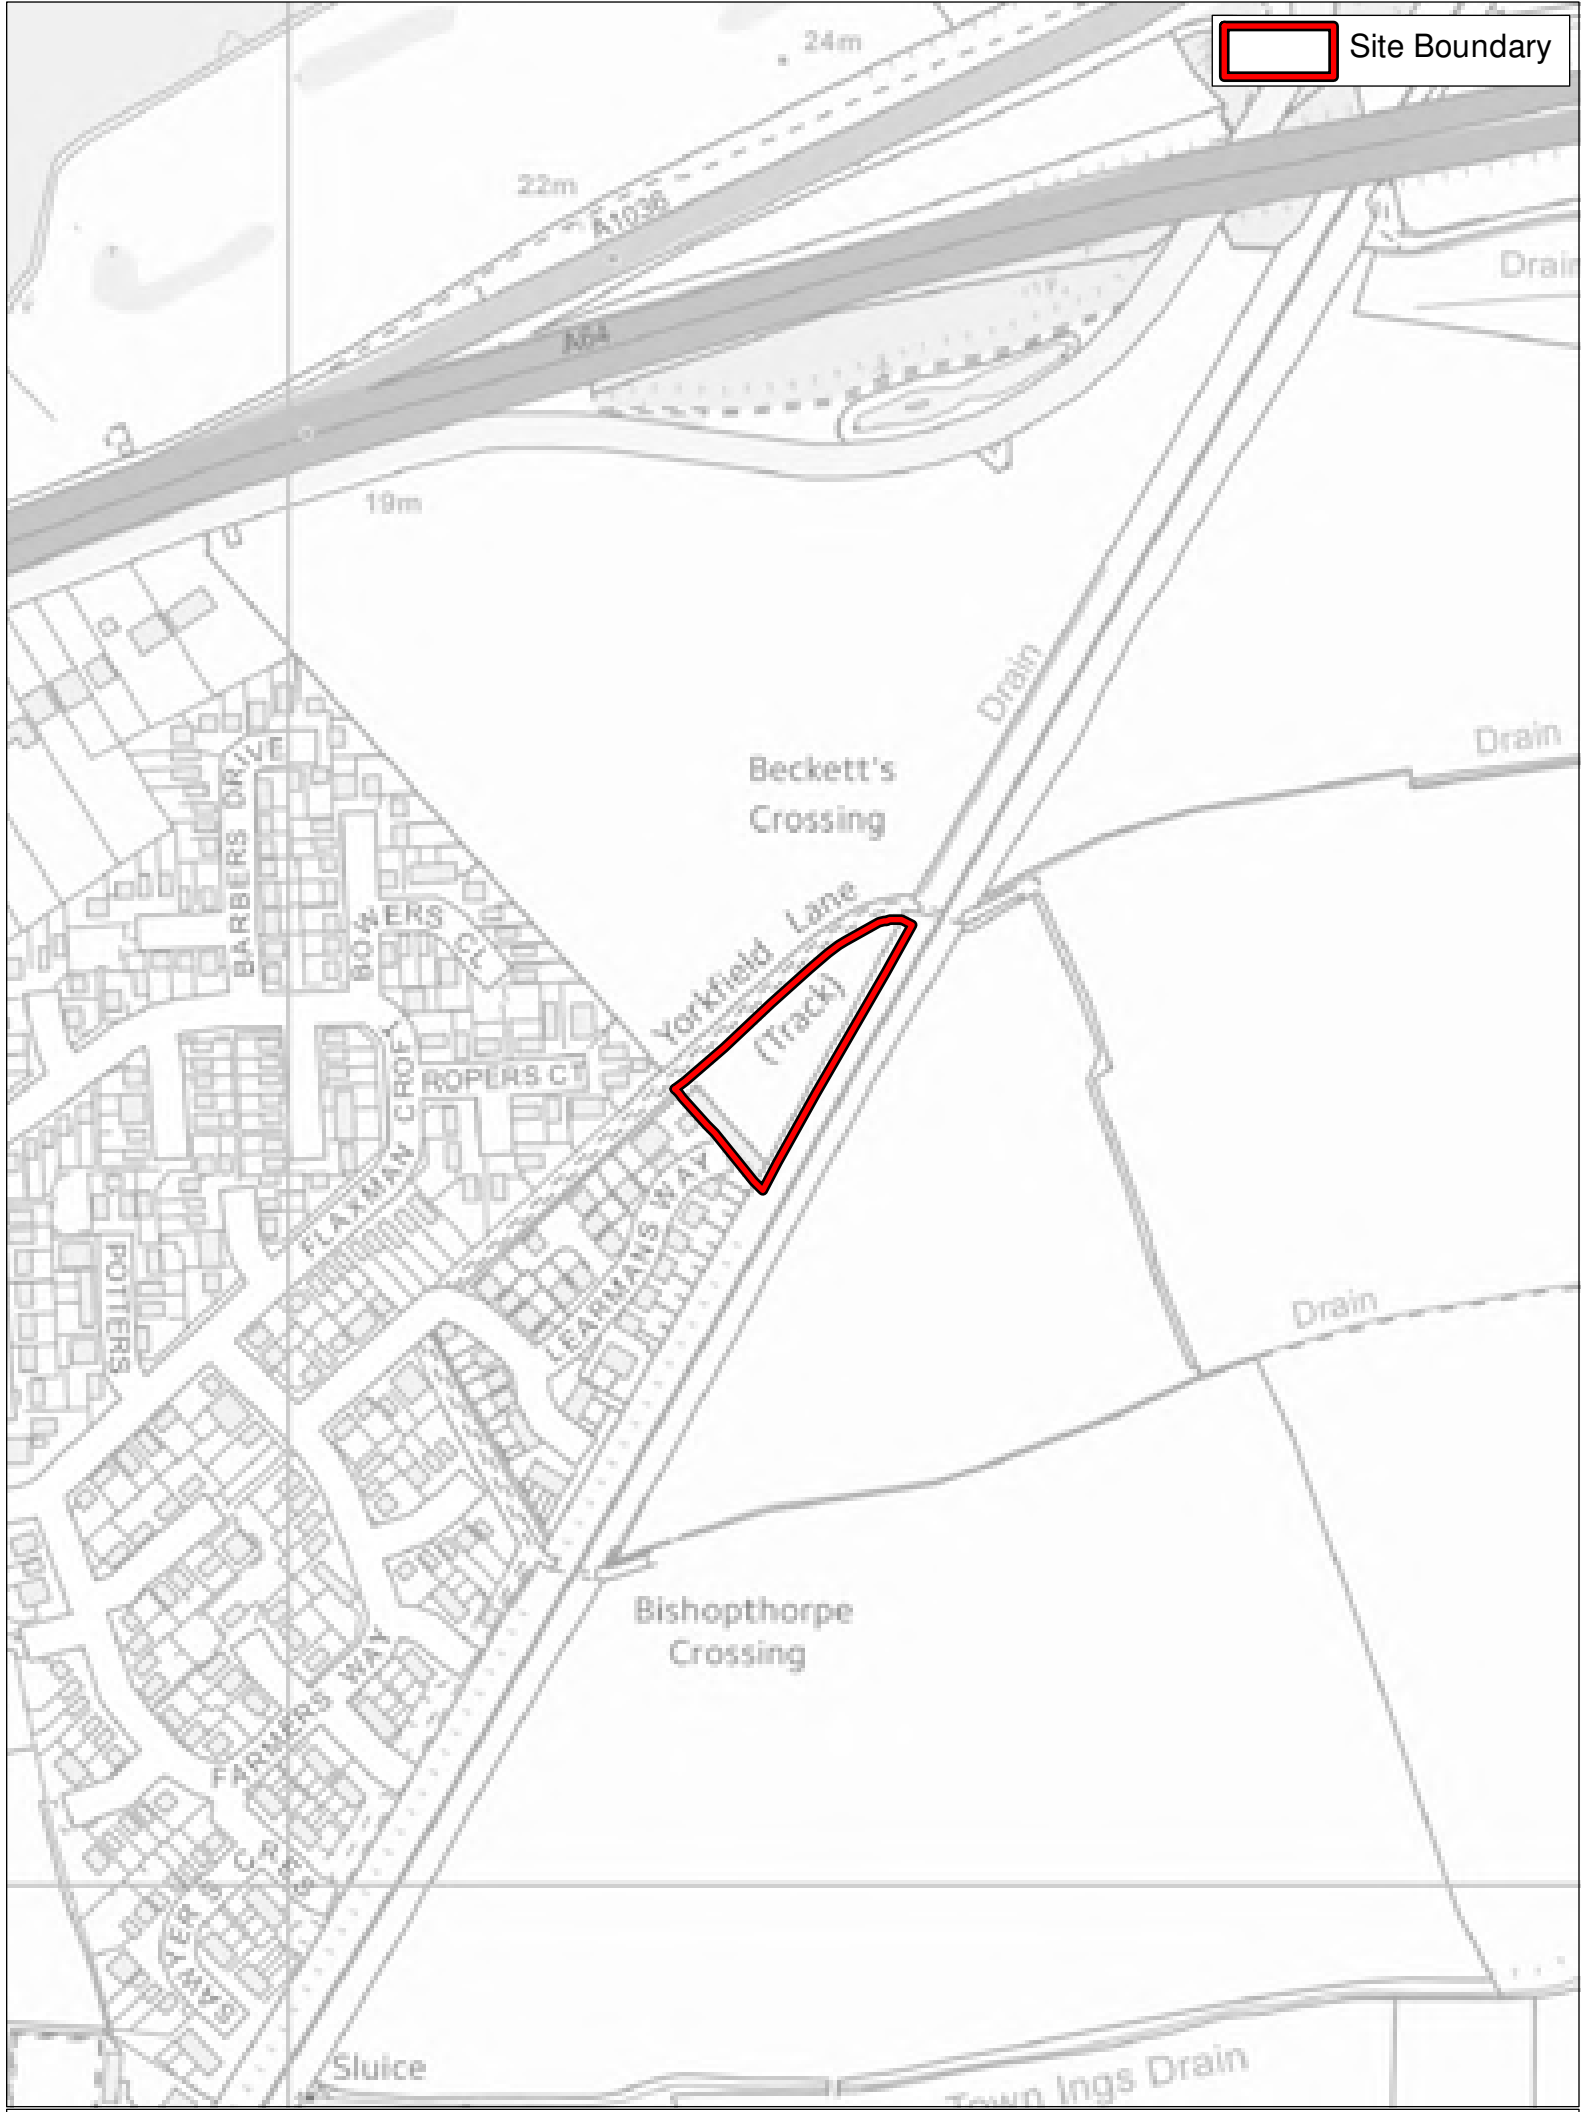 24m
Site Boundary
22m
A1036
Drain
A64
19m
Drain
Drain
Beckett's
Crossing
BARBERS DRIVE
BOWERS CL
Yorkfield Lane
(Track)
FLAXMAN CROFT
ROPERS CT
LEARMANS WAY
POTTERS
Drain
Bishopthorpe
Crossing
FARMERS WAY
SAWYERS CRES
Sluice
Town Ings Drain